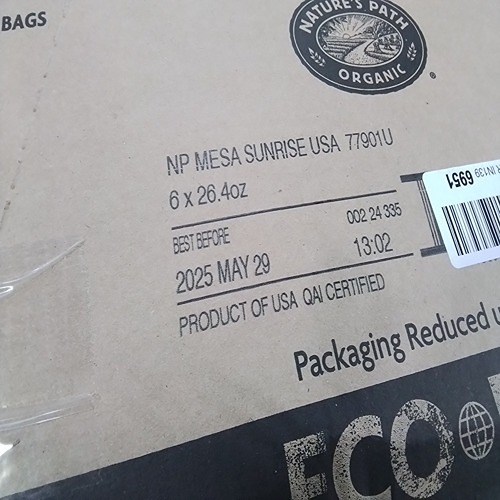 BAGS
NATURE'S PATH
ORGANIC
®
NP MESA SUNRISE USA 77901U
6 x 26.4oz
002 24 335
BEST BEFORE
13:02
2025 MAY 29
PRODUCT OF USA QAI CERTIFIED
6951
R IN139
Packaging Reduced
ECO